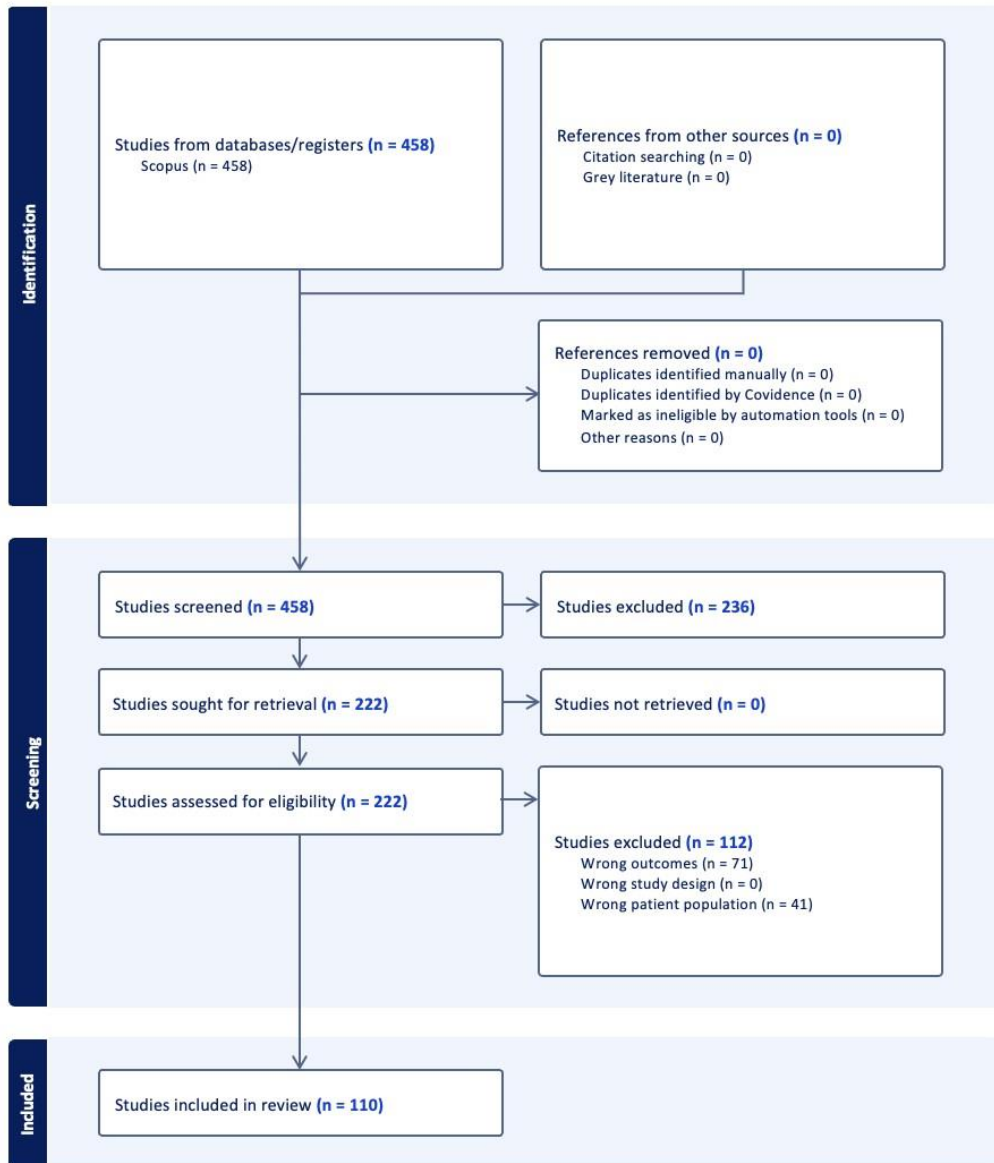 Identification
Studies from databases/registers (n = 458)
Scopus (n = 458)
References from other sources (n = 0)
Citation searching (n = 0)
Grey literature (n = 0)
References removed (n = 0)
Duplicates identified manually (n = 0)
Duplicates identified by Covidence (n = 0)
Marked as ineligible by automation tools (n = 0)
Other reasons (n = 0)
Screening
Studies screened (n = 458)
Studies excluded (n = 236)
Studies sought for retrieval (n = 222)
Studies not retrieved (n = 0)
Studies assessed for eligibility (n = 222)
Studies excluded (n = 112)
Wrong outcomes (n = 71)
Wrong study design (n = 0)
Wrong patient population (n = 41)
Included
Studies included in review (n = 110)